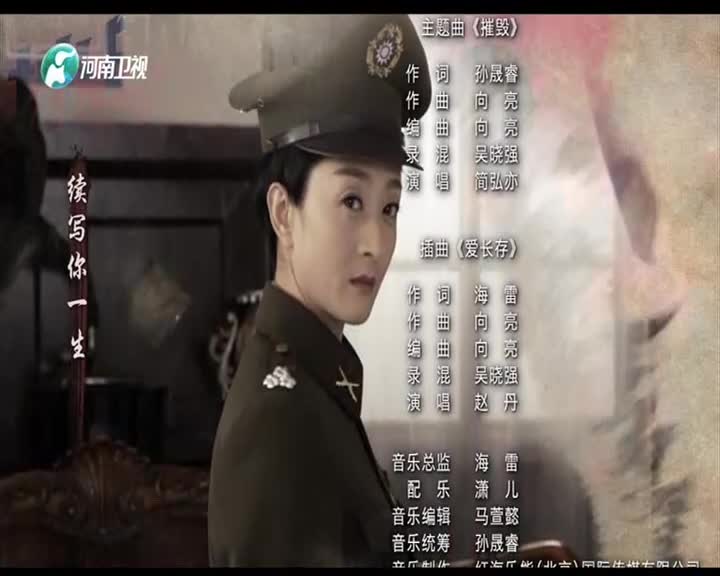 河南卫视
续写你一生
主题曲《摧毁》
作 词 孙晟睿
作 曲 向 亮
编 曲 向 亮
录 混 吴晓强
演 唱 简弘亦
插曲《爱长存》
作 词 海 雷
作 曲 向 亮
编 曲 向 亮
录 混 吴晓强
演 唱 赵 丹
音乐总监 海 雷
配 乐 潇 儿
音乐编辑 马萱懿
音乐统筹 孙晟睿
音乐制作